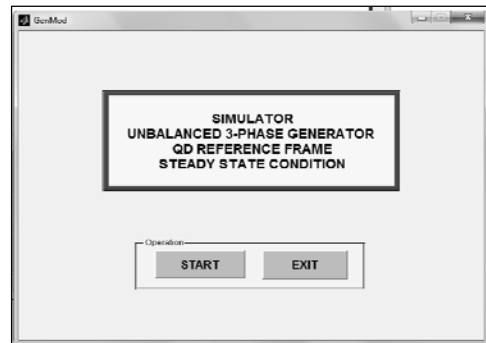 GenMod
SIMULATOR
UNBALANCED 3-PHASE GENERATOR
QD REFERENCE FRAME
STEADY STATE CONDITION
Operation
START
EXIT